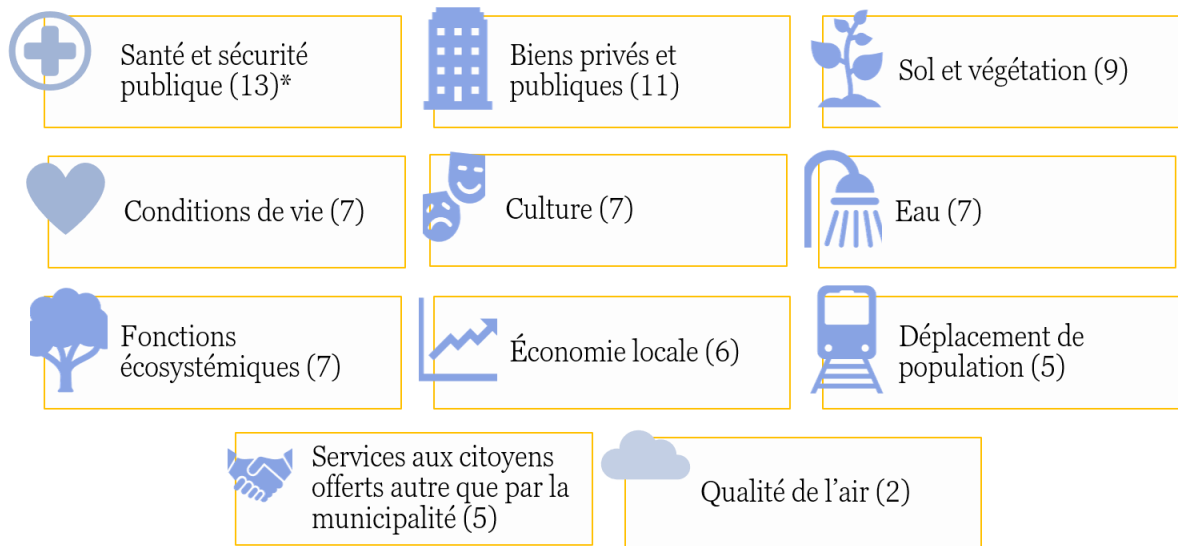 Santé et sécurité
publique (13)*
Biens privés et
publiques (11)
Sol et végétation (9)
Conditions de vie (7)
Culture (7)
Eau (7)
Fonctions
écosystémiques (7)
Économie locale (6)
Déplacement de
population (5)
Services aux citoyens
offerts autre que par la
municipalité (5)
Qualité de l’air (2)